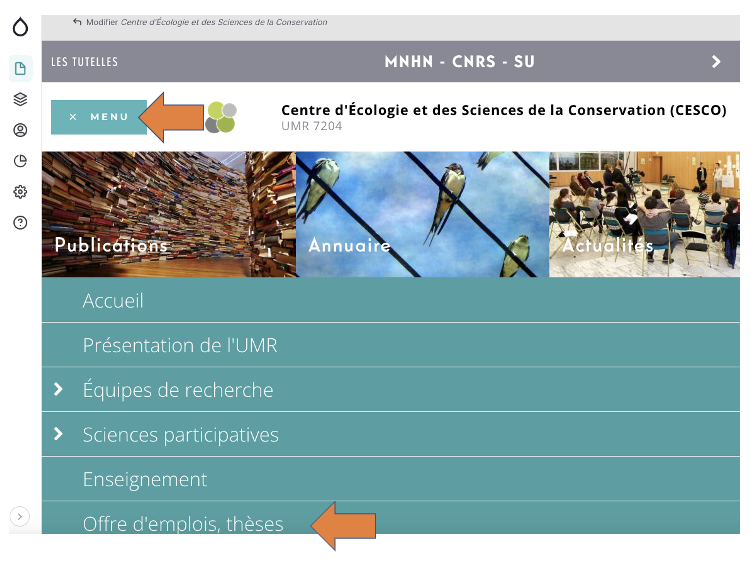 Modifier Centre d'Écologie et des Sciences de la Conservation
LES TUTELLES
MNHN - CNRS - SU
× MENU
Centre d'Écologie et des Sciences de la Conservation (CESCO)
UMR 7204
Publications
Annuaire
Actualités
Accueil
Présentation de l'UMR
Équipes de recherche
Sciences participatives
Enseignement
Offre d'emplois, thèses